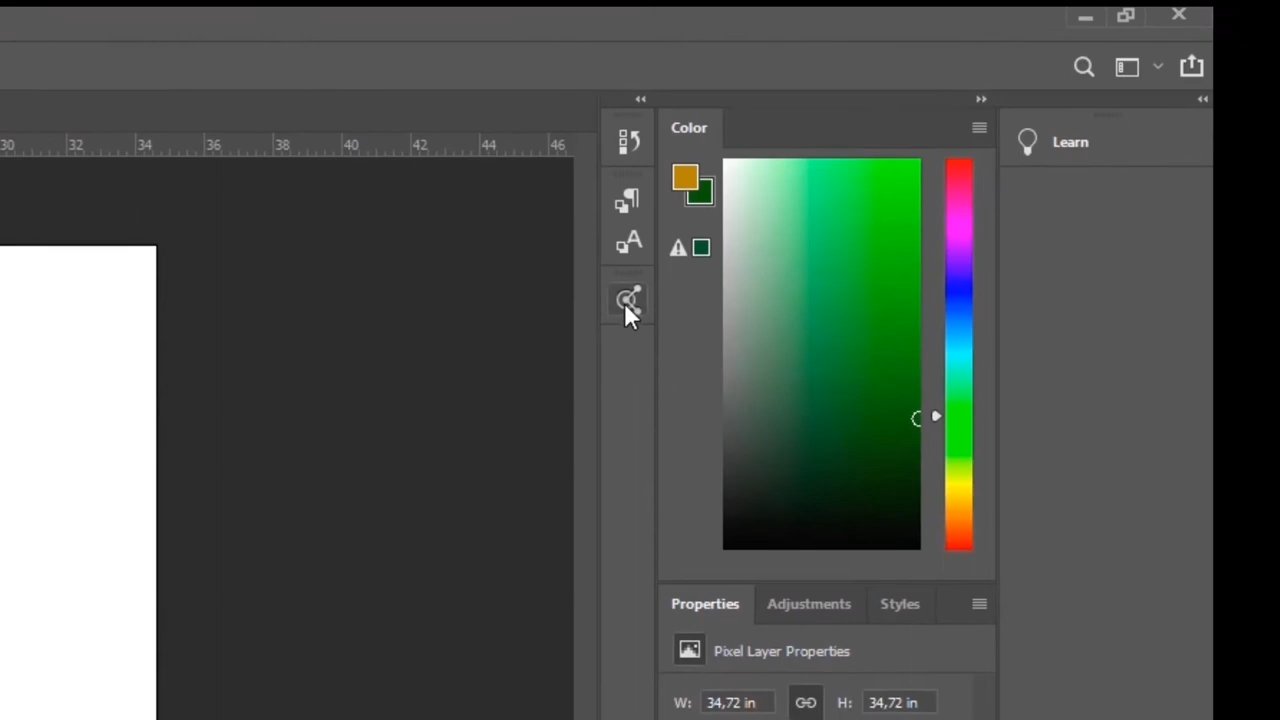 30 32 34 36 38 40 42 44 46
Color
Learn
A
Properties Adjustments Styles
Pixel Layer Properties
W: 34,72 in H: 34,72 in